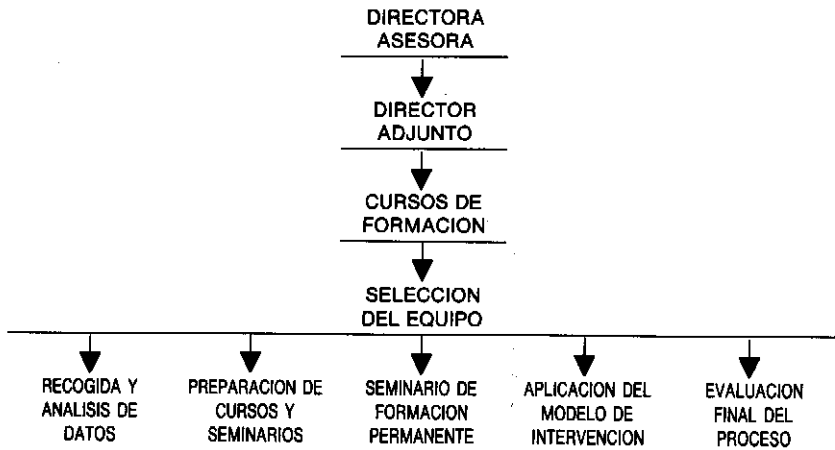 DIRECTORA
ASESORA
DIRECTOR
ADJUNTO
CURSOS DE
FORMACION
SELECCION
DEL EQUIPO
RECOGIDA Y
ANALISIS DE
DATOS
PREPARACION DE
CURSOS Y
SEMINARIOS
SEMINARIO DE
FORMACION
PERMANENTE
APLICACION DEL
MODELO DE
INTERVENCION
EVALUACION
FINAL DEL
PROCESO